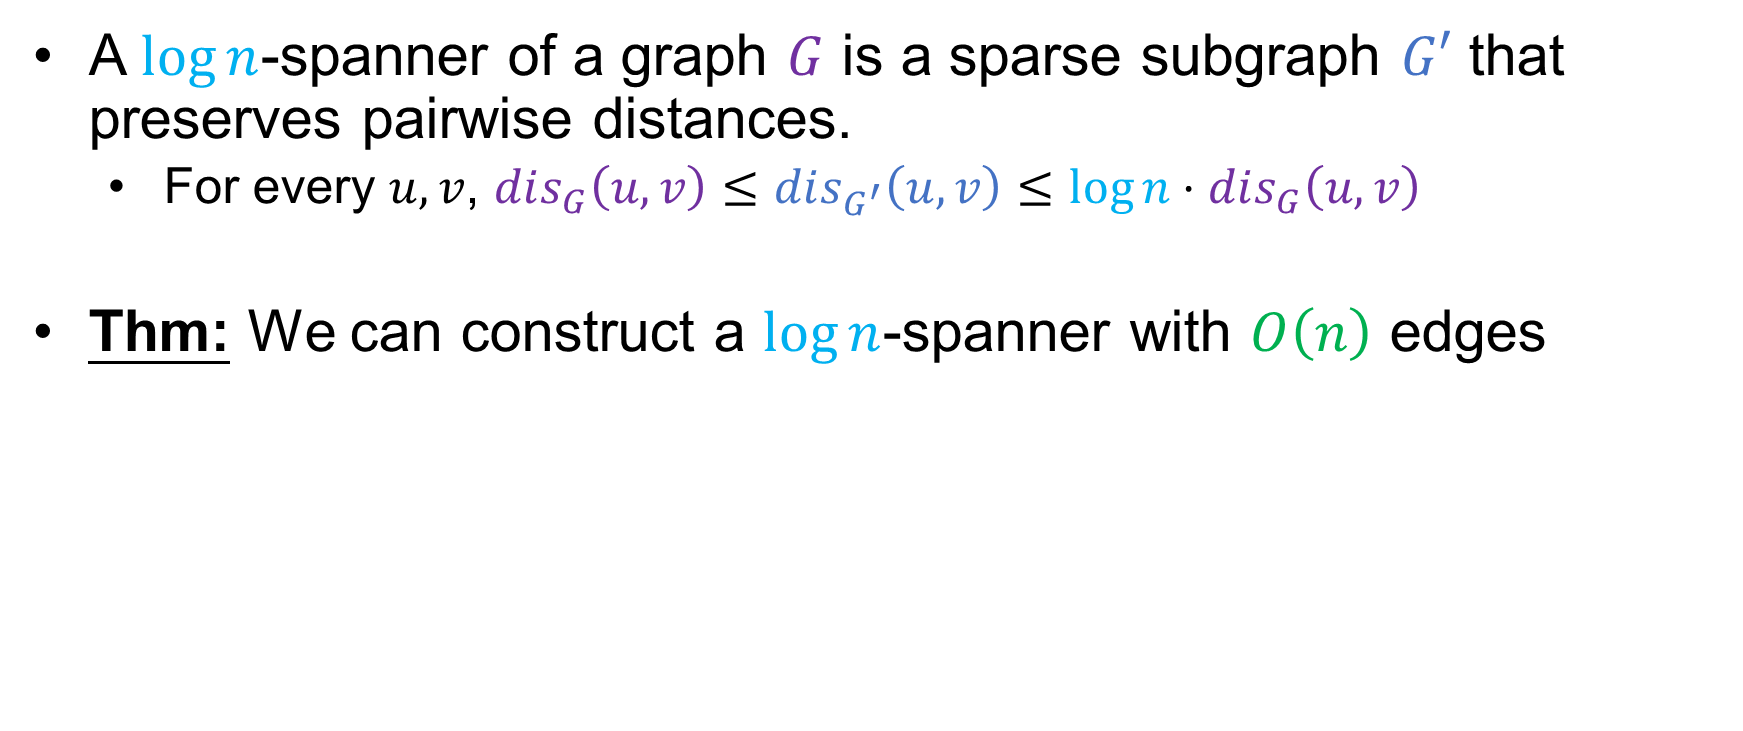 • A log n-spanner of a graph G is a sparse subgraph G′ that
preserves pairwise distances.
• For every u, v, dis_G(u, v) ≤ dis_G′(u, v) ≤ log n · dis_G(u, v)
• Thm: We can construct a log n-spanner with O(n) edges